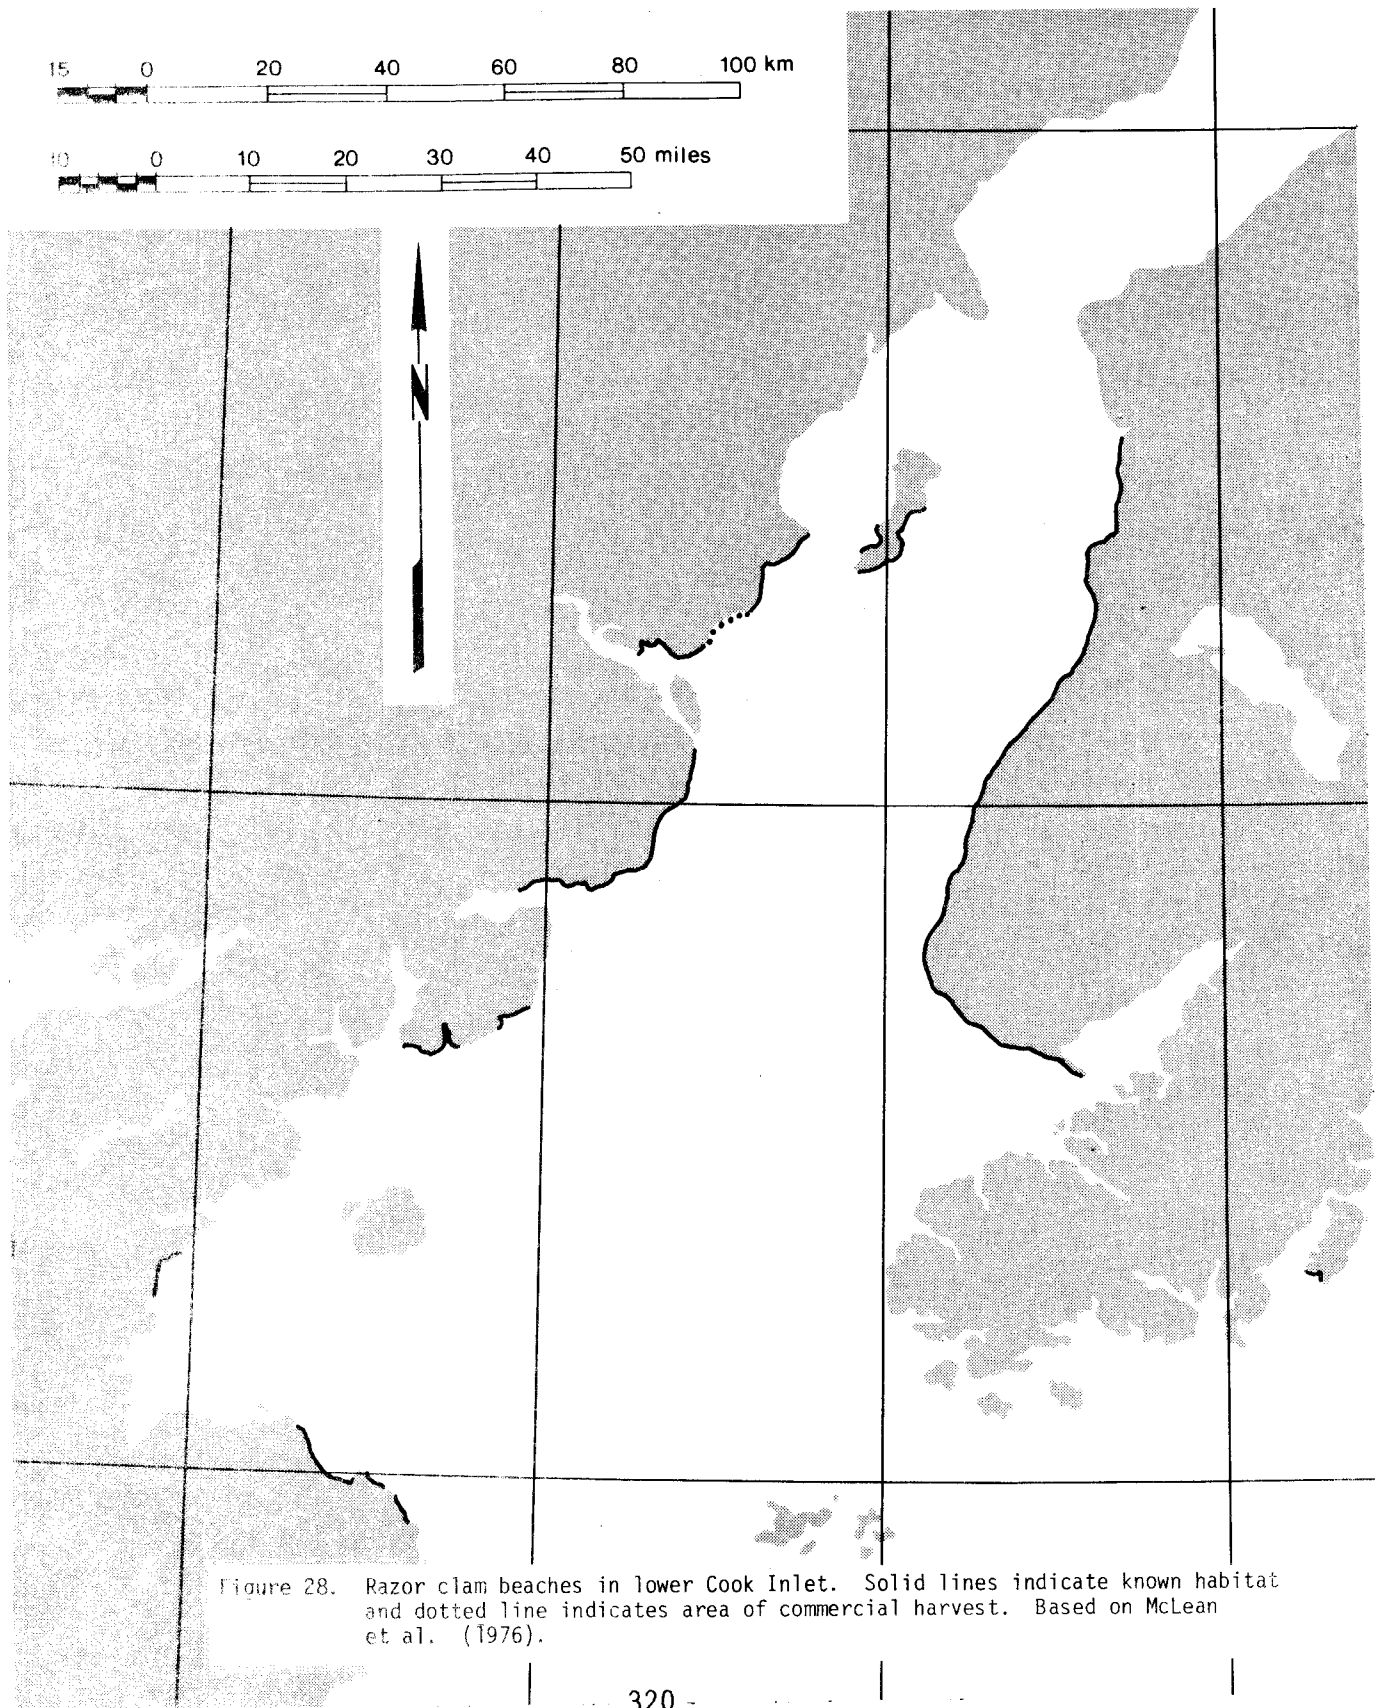 15 0 20 40 60 80 100 km
10 0 10 20 30 40 50 miles
N
Figure 28. Razor clam beaches in lower Cook Inlet. Solid lines indicate known habitat
and dotted line indicates area of commercial harvest. Based on McLean
et al. (1976).
320